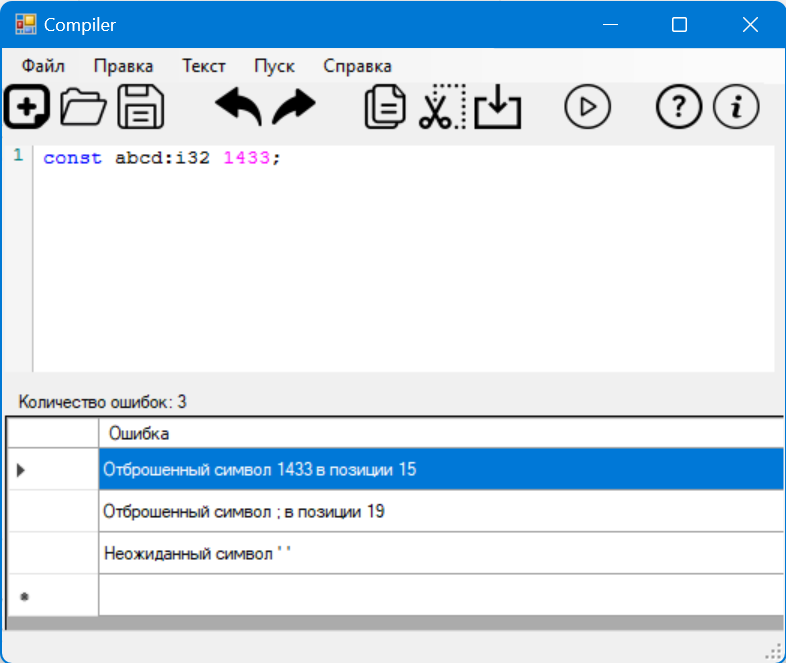 Compiler
Файл Правка Текст Пуск Справка
1 const abcd:i32 1433;
Количество ошибок: 3
Ошибка
Отброшенный символ 1433 в позиции 15
Отброшенный символ ; в позиции 19
Неожиданный символ ' '